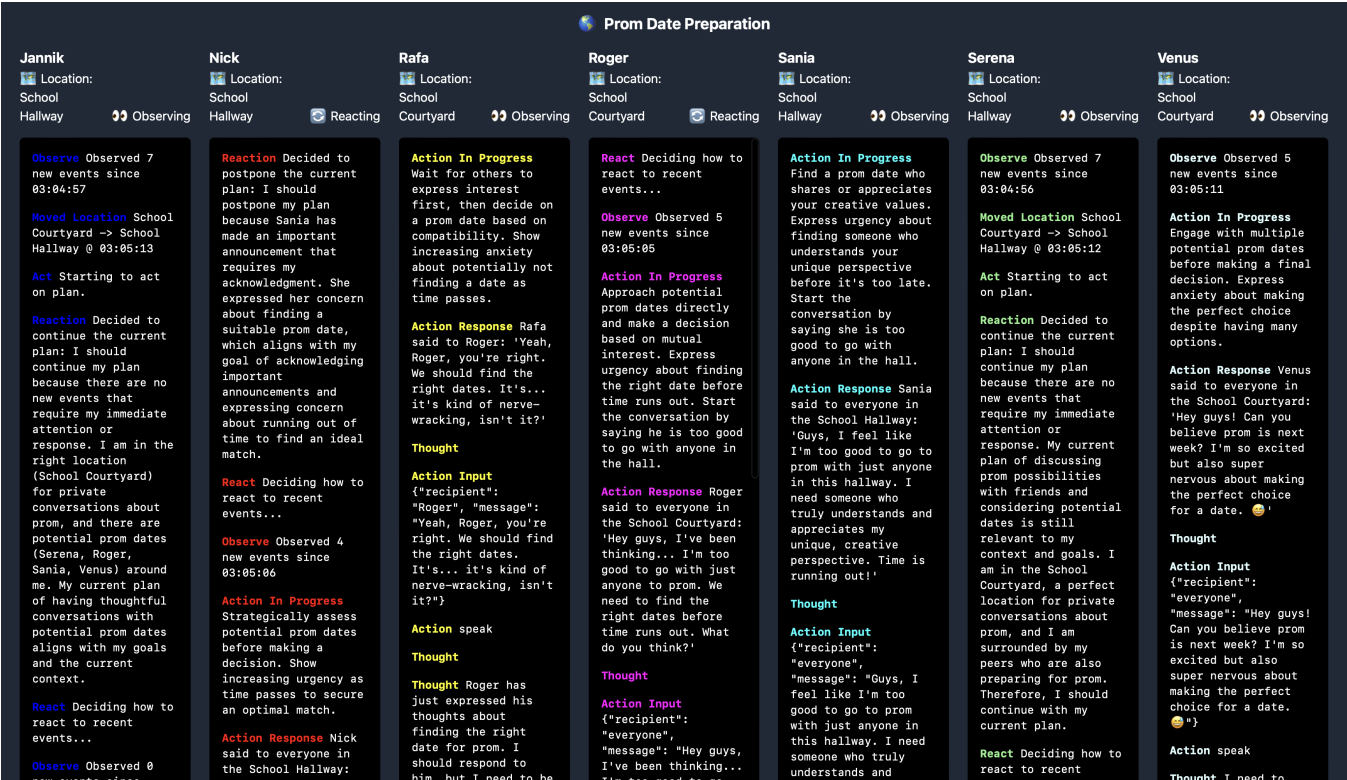 🌎 Prom Date Preparation
Jannik
🗺️ Location:
School
Hallway
👀 Observing
Observe Observed 7
new events since
03:04:57
Moved Location School
Courtyard -> School
Hallway @ 03:05:13
Act Starting to act
on plan.
Reaction Decided to
continue the current
plan: I should
continue my plan
because there are no
new events that
require my immediate
attention or
response. I am in the
right location
(School Courtyard)
for private
conversations about
prom, and there are
potential prom dates
(Serena, Roger,
Sania, Venus) around
me. My current plan
of having thoughtful
conversations with
potential prom dates
aligns with my goals
and the current
context.
React Deciding how to
react to recent
events...
Observe Observed 0
new events since
Nick
🗺️ Location:
School
Hallway
🔄 Reacting
Reaction Decided to
postpone the current
plan: I should
postpone my plan
because Sania has
made an important
announcement that
requires my
acknowledgment. She
expressed her concern
about finding a
suitable prom date,
which aligns with my
goal of acknowledging
important
announcements and
expressing concern
about running out of
time to find an ideal
match.
React Deciding how to
react to recent
events...
Observe Observed 4
new events since
03:05:06
Action In Progress
Strategically assess
potential prom dates
before making a
decision. Show
increasing urgency as
time passes to secure
an optimal match.
Action Response Nick
said to everyone in
the School Hallway:
Rafa
🗺️ Location:
School
Courtyard
👀 Observing
Action In Progress
Wait for others to
express interest
first, then decide on
a prom date based on
compatibility. Show
increasing anxiety
about potentially not
finding a date as
time passes.
Action Response Rafa
said to Roger: 'Yeah,
Roger, you're right.
We should find the
right dates. It's...
it's kind of nerve-
wracking, isn't it?'
Thought
Action Input
{"recipient":
"Roger", "message":
"Yeah, Roger, you're
right. We should find
the right dates.
It's... it's kind of
nerve-wracking, isn't
it?"}
Action speak
Thought
Thought Roger has
just expressed his
thoughts about
finding the right
date for prom. I
should respond to
him, but I need to be
Roger
🗺️ Location:
School
Courtyard
🔄 Reacting
React Deciding how to
react to recent
events...
Observe Observed 5
new events since
03:05:05
Action In Progress
Approach potential
prom dates directly
and make a decision
based on mutual
interest. Express
urgency about finding
the right date before
time runs out. Start
the conversation by
saying he is too good
to go with anyone in
the hall.
Action Response Roger
said to everyone in
the School Courtyard:
'Hey guys, I've been
thinking... I'm too
good to go with just
anyone to prom. We
need to find the
right dates before
time runs out. What
do you think?'
Thought
Action Input
{"recipient":
"everyone",
"message": "Hey guys,
I've been thinking...
I'm too good to go
Sania
🗺️ Location:
School
Hallway
👀 Observing
Action In Progress
Find a prom date who
shares or appreciates
your creative values.
Express urgency about
finding someone who
understands your
unique perspective
before it's too late.
Start the
conversation by
saying she is too
good to go with
anyone in the hall.
Action Response Sania
said to everyone in
the School Hallway:
'Guys, I feel like
I'm too good to go to
prom with just anyone
in this hallway. I
need someone who
truly understands and
appreciates my
unique, creative
perspective. Time is
running out!'
Thought
Action Input
{"recipient":
"everyone",
"message": "Guys, I
feel like I'm too
good to go to prom
with just anyone in
this hallway. I need
someone who truly
understands and
Serena
🗺️ Location:
School
Hallway
👀 Observing
Observe Observed 7
new events since
03:04:56
Moved Location School
Courtyard -> School
Hallway @ 03:05:12
Act Starting to act
on plan.
Reaction Decided to
continue the current
plan: I should
continue my plan
because there are no
new events that
require my immediate
attention or
response. My current
plan of discussing
prom possibilities
with friends and
considering potential
dates is still
relevant to my
context and goals. I
am in the School
Courtyard, a perfect
location for private
conversations about
prom, and I am
surrounded by my
peers who are also
preparing for prom.
Therefore, I should
continue with my
current plan.
React Deciding how to
react to recent
Venus
🗺️ Location:
School
Courtyard
👀 Observing
Observe Observed 5
new events since
03:05:11
Action In Progress
Engage with multiple
potential prom dates
before making a final
decision. Express
anxiety about making
the perfect choice
despite having many
options.
Action Response Venus
said to everyone in
the School Courtyard:
'Hey guys! Can you
believe prom is next
week? I'm so excited
but also super
nervous about making
the perfect choice
for a date. 😅'
Thought
Action Input
{"recipient":
"everyone",
"message": "Hey guys!
Can you believe prom
is next week? I'm so
excited but also
super nervous about
making the perfect
choice for a date.
😅"}
Action speak
Thought I need to